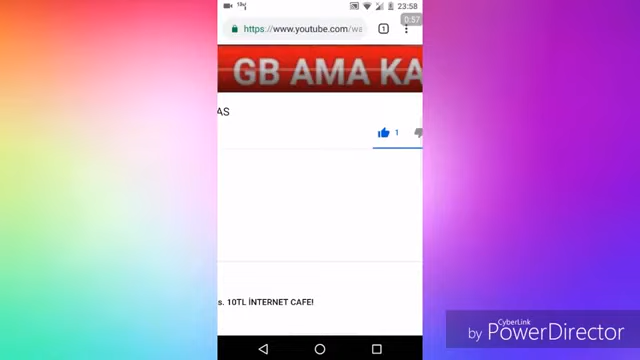 23:58
0:57
https://www.youtube.com/wa
1
GB AMA KA
AS
1
s. 10TL İNTERNET CAFE!
CyberLink
by PowerDirector